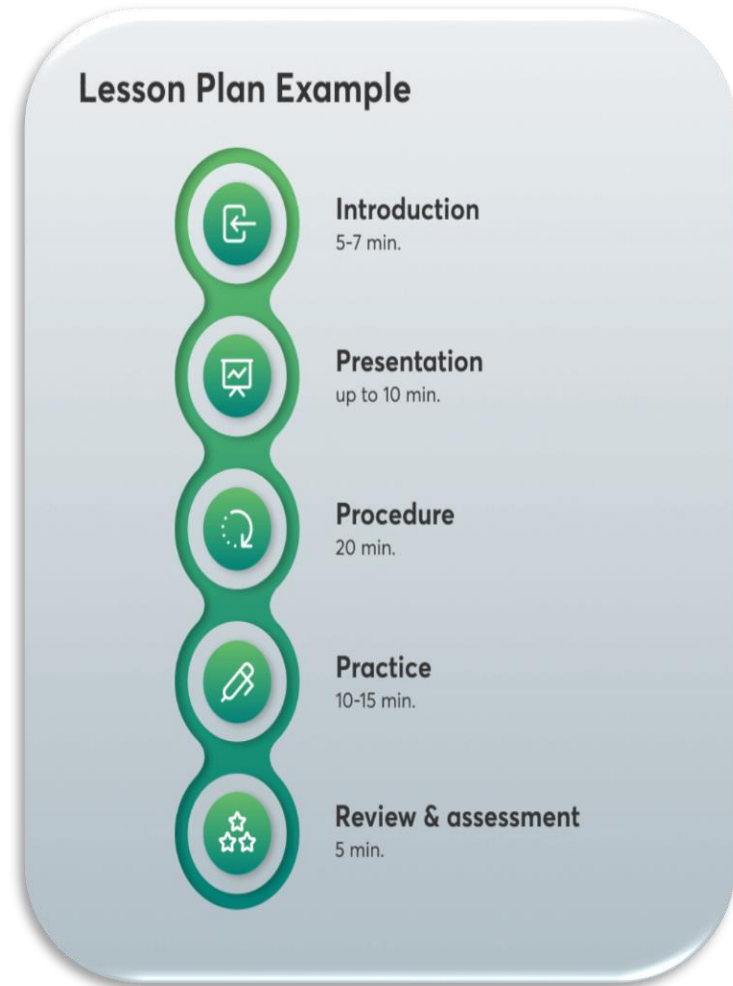 Lesson Plan Example
Introduction
5-7 min.
Presentation
up to 10 min.
Procedure
20 min.
Practice
10-15 min.
Review & assessment
5 min.